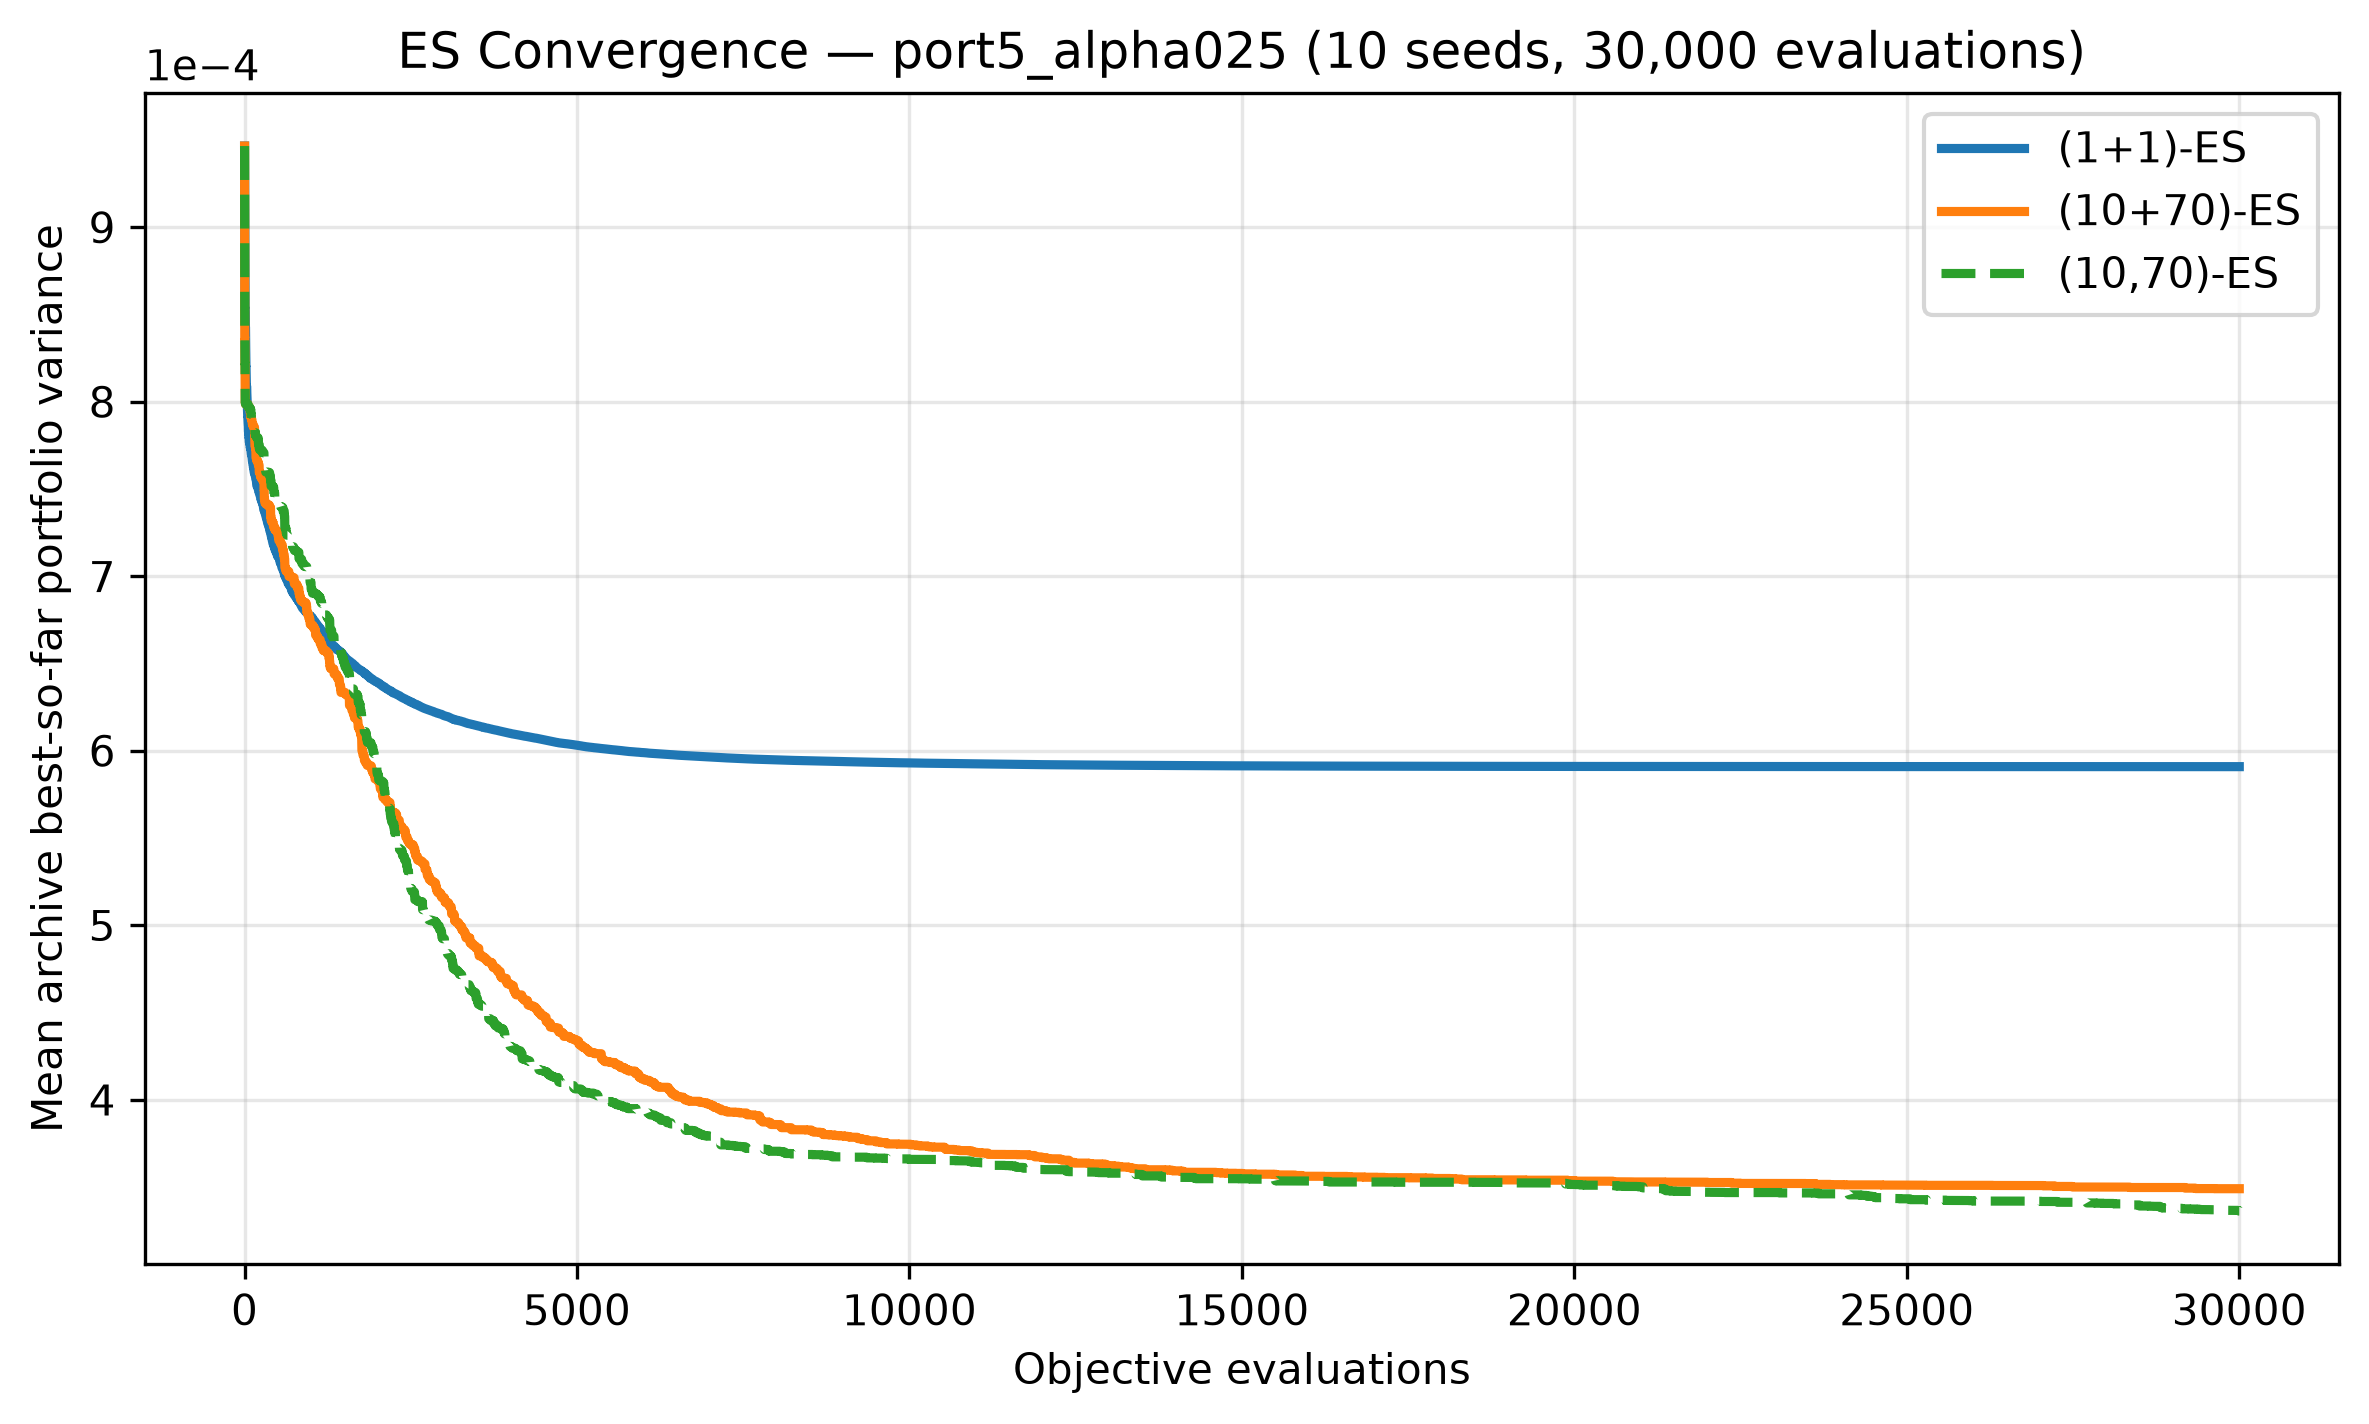 ES Convergence — port5_alpha025 (10 seeds, 30,000 evaluations)
1e−4
(1+1)-ES
(10+70)-ES
(10,70)-ES
Mean archive best-so-far portfolio variance
9
8
7
6
5
4
0 5000 10000 15000 20000 25000 30000
Objective evaluations